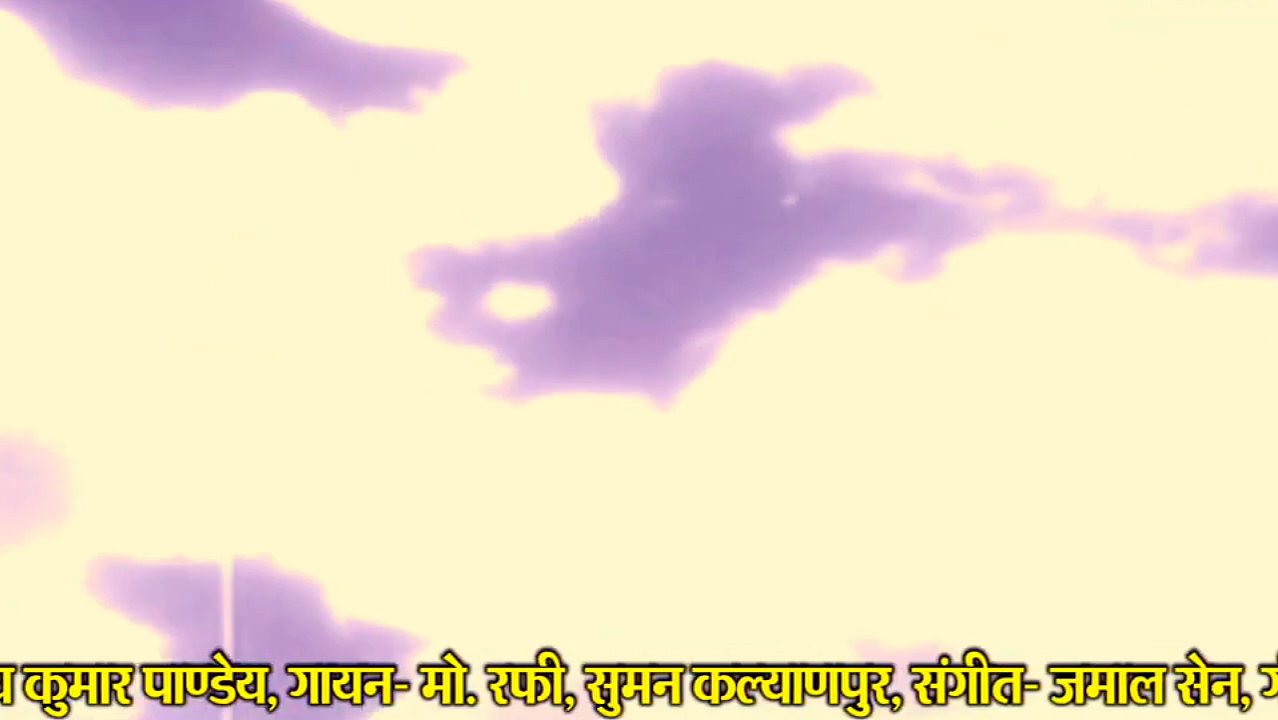 कुमार पाण्डेय, गायन- मो. रफी, सुमन कल्याणपुर, संगीत- जमाल सेन,